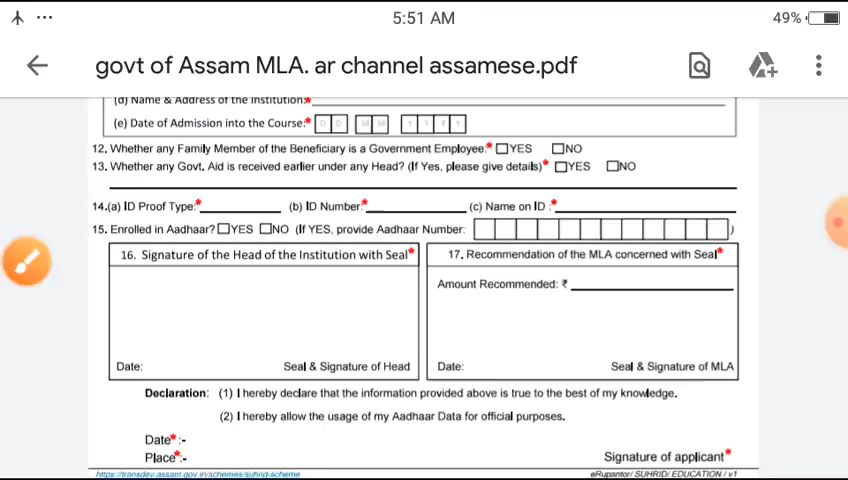 5:51 AM
49%
govt of Assam MLA. ar channel assamese.pdf
(d) Name & Address of the Institution:*
(e) Date of Admission into the Course:* D D M M Y Y Y Y
12. Whether any Family Member of the Beneficiary is a Government Employee:* YES NO
13. Whether any Govt. Aid is received earlier under any Head? (If Yes, please give details)* YES NO
14.(a) ID Proof Type:* (b) ID Number:* (c) Name on ID :*
15. Enrolled in Aadhaar? YES NO (If YES, provide Aadhaar Number: )
16. Signature of the Head of the Institution with Seal*
Date: Seal & Signature of Head
17. Recommendation of the MLA concerned with Seal*
Amount Recommended: ₹
Date: Seal & Signature of MLA
Declaration: (1) I hereby declare that the information provided above is true to the best of my knowledge.
(2) I hereby allow the usage of my Aadhaar Data for official purposes.
Date*:-
Place*:-
Signature of applicant*
https://transdev.assam.gov.in/schemes/suhrid-scheme
eRupantor/ SUHRID/ EDUCATION / v1